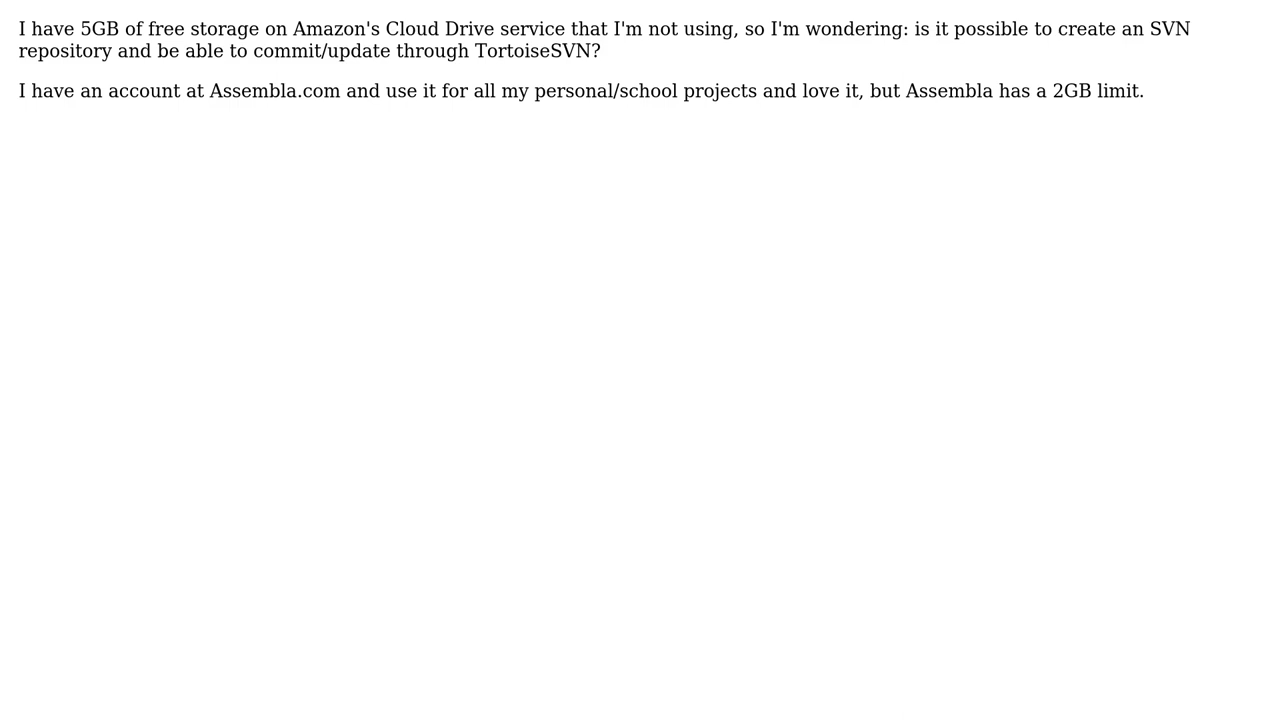 I have 5GB of free storage on Amazon's Cloud Drive service that I'm not using, so I'm wondering: is it possible to create an SVN
repository and be able to commit/update through TortoiseSVN?
I have an account at Assembla.com and use it for all my personal/school projects and love it, but Assembla has a 2GB limit.